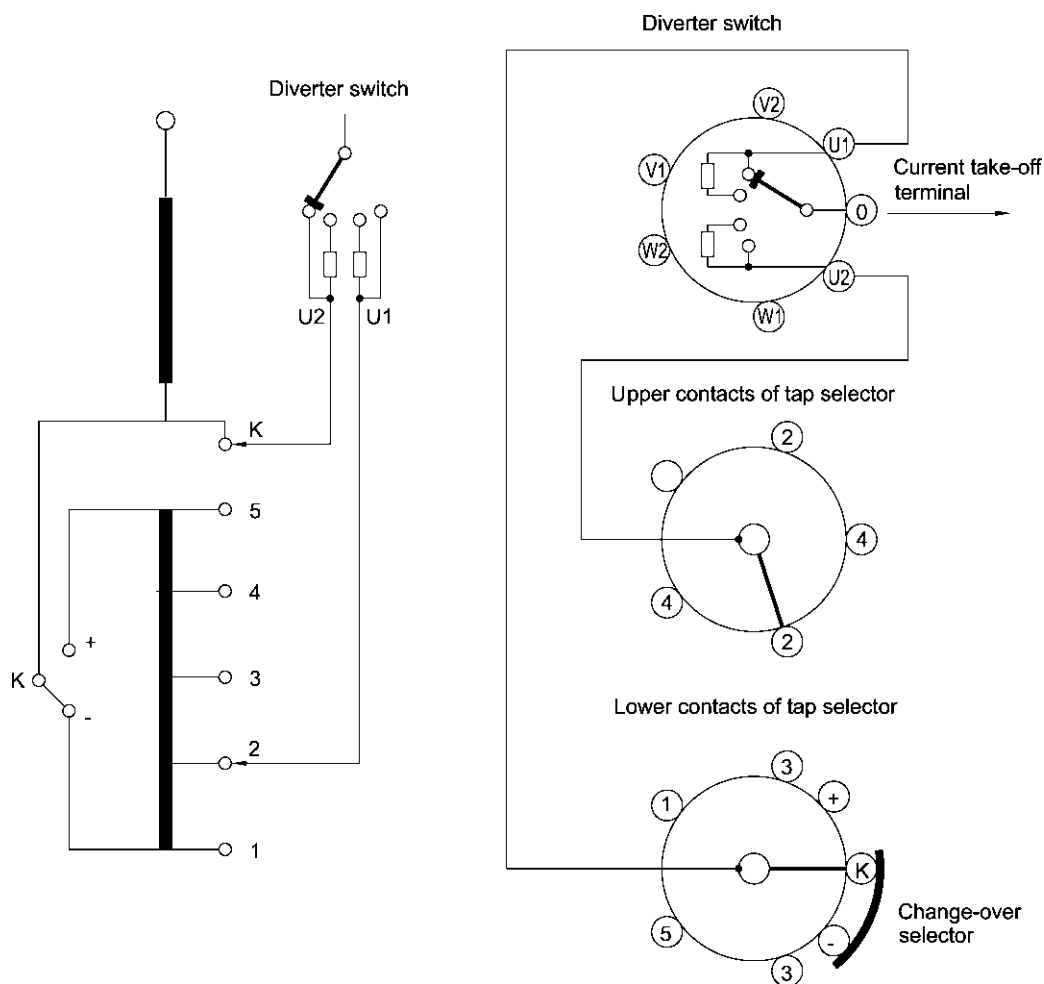 Diverter switch
U2
U1
K
5
4
+
3
K
-
2
1
Diverter switch
V2
U1
V1
Current take-off
terminal
0
W2
U2
W1
Upper contacts of tap selector
2
4
4
2
Lower contacts of tap selector
3
+
1
K
Change-over
selector
5
-
3